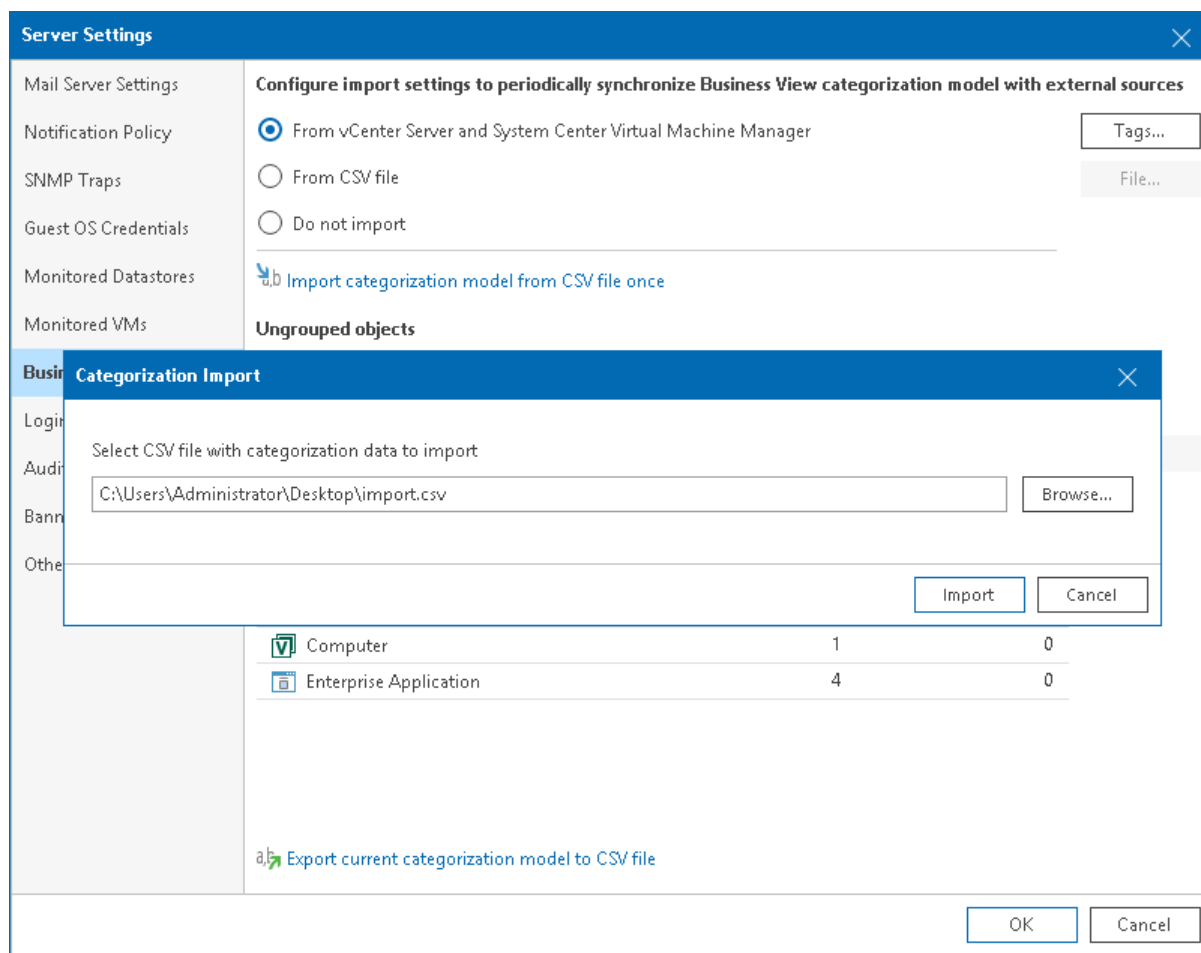 Server Settings
Mail Server Settings
Notification Policy
SNMP Traps
Guest OS Credentials
Monitored Datastores
Monitored VMs
Busin
Login
Audit
Bann
Othe
Configure import settings to periodically synchronize Business View categorization model with external sources
From vCenter Server and System Center Virtual Machine Manager
Tags...
From CSV file
File...
Do not import
a,b Import categorization model from CSV file once
Ungrouped objects
Categorization Import
Select CSV file with categorization data to import
C:\Users\Administrator\Desktop\import.csv
Browse...
Import
Cancel
Computer 1 0
Enterprise Application 4 0
a,b Export current categorization model to CSV file
OK
Cancel